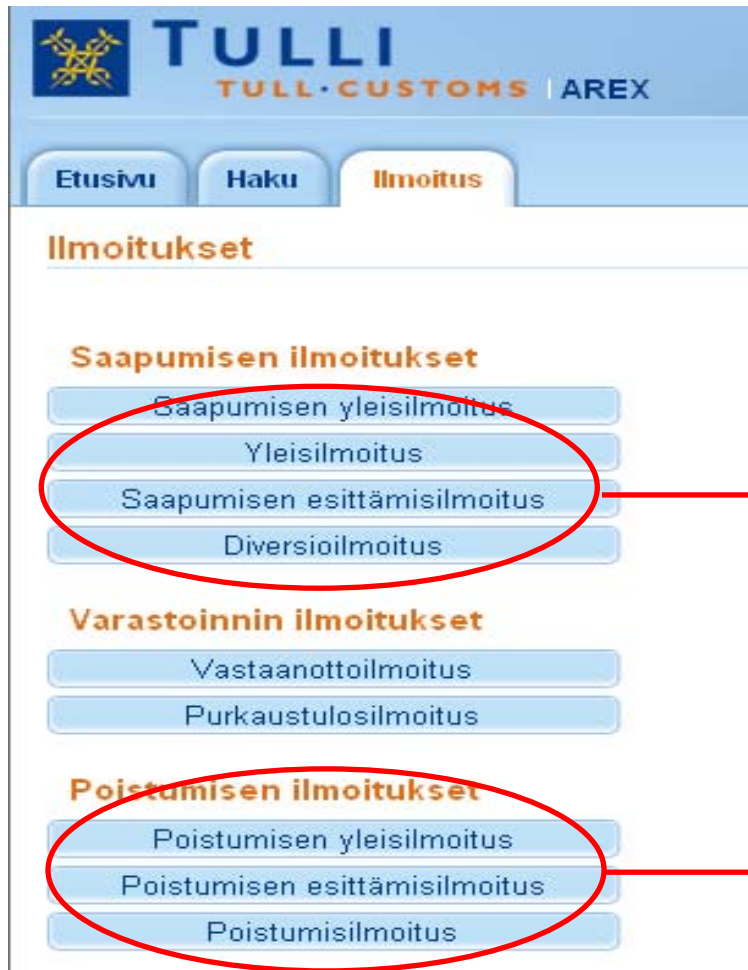 TULLI
TULL·CUSTOMS AREX
Etusivu Haku Ilmoitus
Ilmoitukset
Saapumisen ilmoitukset
Saapumisen yleisilmoitus
Yleisilmoitus
Saapumisen esittämisilmoitus
Diversioilmoitus
Varastoinnin ilmoitukset
Vastaanottoilmoitus
Purkaustulosilmoitus
Poistumisen ilmoitukset
Poistumisen yleisilmoitus
Poistumisen esittämisilmoitus
Poistumisilmoitus